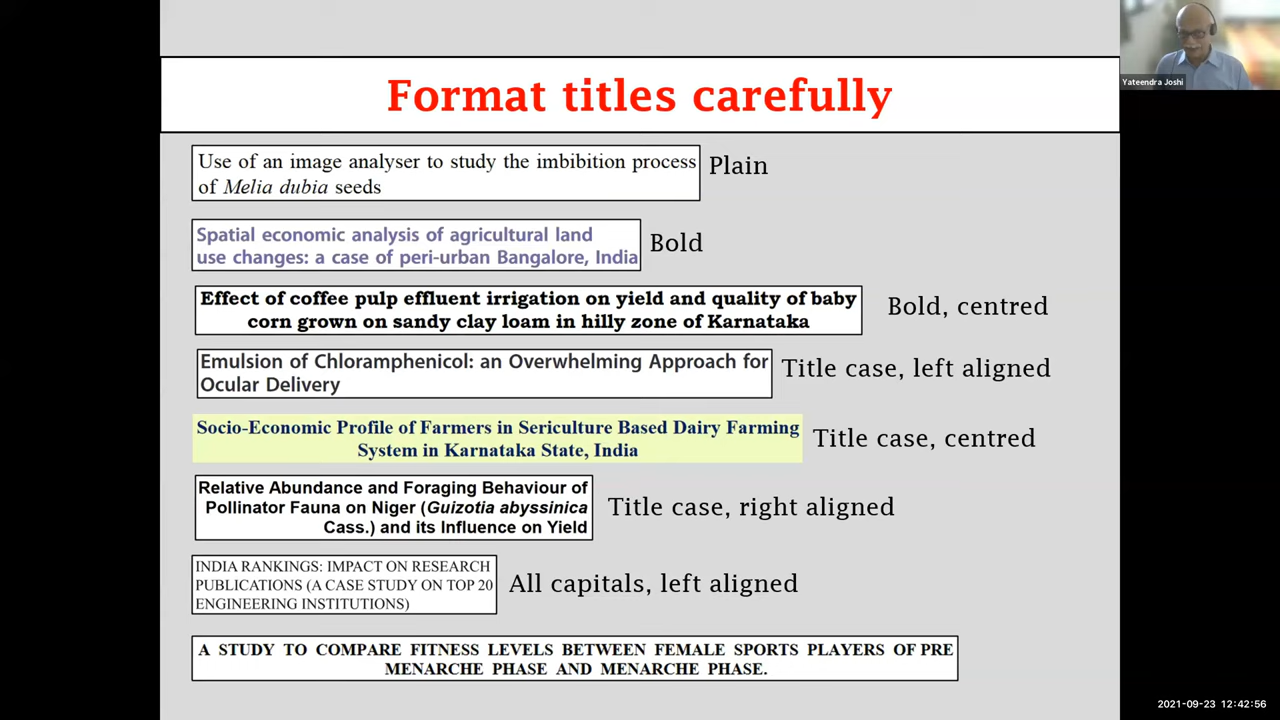 Format titles carefully
Yateendra Joshi
Use of an image analyser to study the imbibition process
of Melia dubia seeds
Plain
Spatial economic analysis of agricultural land
use changes: a case of peri-urban Bangalore, India
Bold
Effect of coffee pulp effluent irrigation on yield and quality of baby
corn grown on sandy clay loam in hilly zone of Karnataka
Bold, centred
Emulsion of Chloramphenicol: an Overwhelming Approach for
Ocular Delivery
Title case, left aligned
Socio-Economic Profile of Farmers in Sericulture Based Dairy Farming
System in Karnataka State, India
Title case, centred
Relative Abundance and Foraging Behaviour of
Pollinator Fauna on Niger (Guizotia abyssinica
Cass.) and its Influence on Yield
Title case, right aligned
INDIA RANKINGS: IMPACT ON RESEARCH
PUBLICATIONS (A CASE STUDY ON TOP 20
ENGINEERING INSTITUTIONS)
All capitals, left aligned
A STUDY TO COMPARE FITNESS LEVELS BETWEEN FEMALE SPORTS PLAYERS OF PRE
MENARCHE PHASE AND MENARCHE PHASE.
2021-09-23 12:42:56